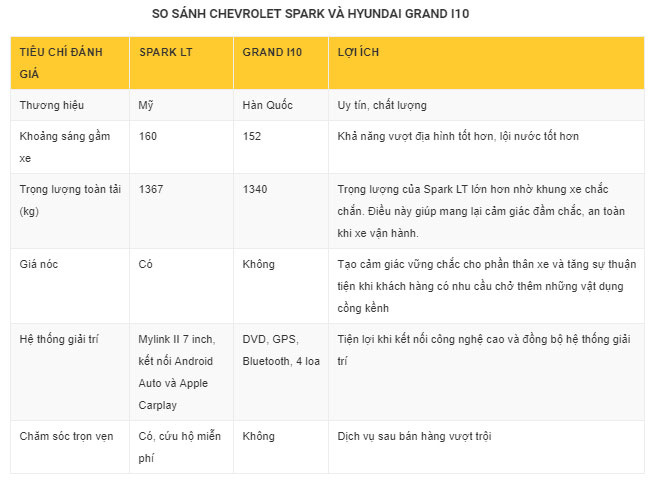 SO SÁNH CHEVROLET SPARK VÀ HYUNDAI GRAND I10
TIÊU CHÍ ĐÁNH
GIÁ
SPARK LT
GRAND I10
LỢI ÍCH
Thương hiệu
Mỹ
Hàn Quốc
Uy tín, chất lượng
Khoảng sáng gầm
xe
160
152
Khả năng vượt địa hình tốt hơn, lội nước tốt hơn
Trọng lượng toàn tải
(kg)
1367
1340
Trọng lượng của Spark LT lớn hơn nhờ khung xe chắc
chắn. Điều này giúp mang lại cảm giác đầm chắc, an toàn
khi xe vận hành.
Giá nóc
Có
Không
Tạo cảm giác vững chắc cho phần thân xe và tăng sự thuận
tiện khi khách hàng có nhu cầu chở thêm những vật dụng
cồng kềnh
Hệ thống giải trí
Mylink II 7 inch,
kết nối Android
Auto và Apple
Carplay
DVD, GPS,
Bluetooth, 4 loa
Tiện lợi khi kết nối công nghệ cao và đồng bộ hệ thống giải
trí
Chăm sóc trọn vẹn
Có, cứu hộ miễn
phí
Không
Dịch vụ sau bán hàng vượt trội